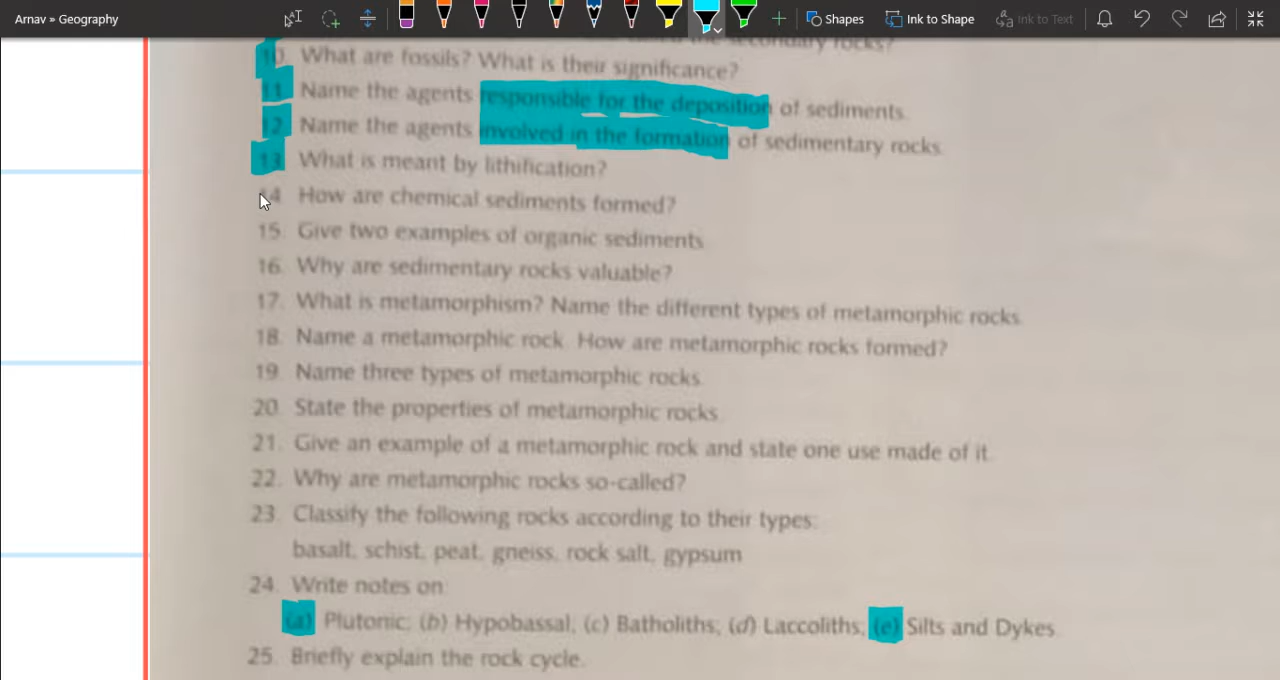 Arnav » Geography
Shapes
Ink to Shape
Ink to Text
secondary rocks?
10. What are fossils? What is their significance?
11. Name the agents responsible for the deposition of sediments.
12. Name the agents involved in the formation of sedimentary rocks.
13. What is meant by lithification?
14. How are chemical sediments formed?
15. Give two examples of organic sediments.
16. Why are sedimentary rocks valuable?
17. What is metamorphism? Name the different types of metamorphic rocks.
18. Name a metamorphic rock. How are metamorphic rocks formed?
19. Name three types of metamorphic rocks.
20. State the properties of metamorphic rocks.
21. Give an example of a metamorphic rock and state one use made of it.
22. Why are metamorphic rocks so-called?
23. Classify the following rocks according to their types:
basalt, schist, peat, gneiss, rock salt, gypsum
24. Write notes on:
(a) Plutonic; (b) Hypobassal; (c) Batholiths; (d) Laccoliths; (e) Silts and Dykes.
25. Briefly explain the rock cycle.